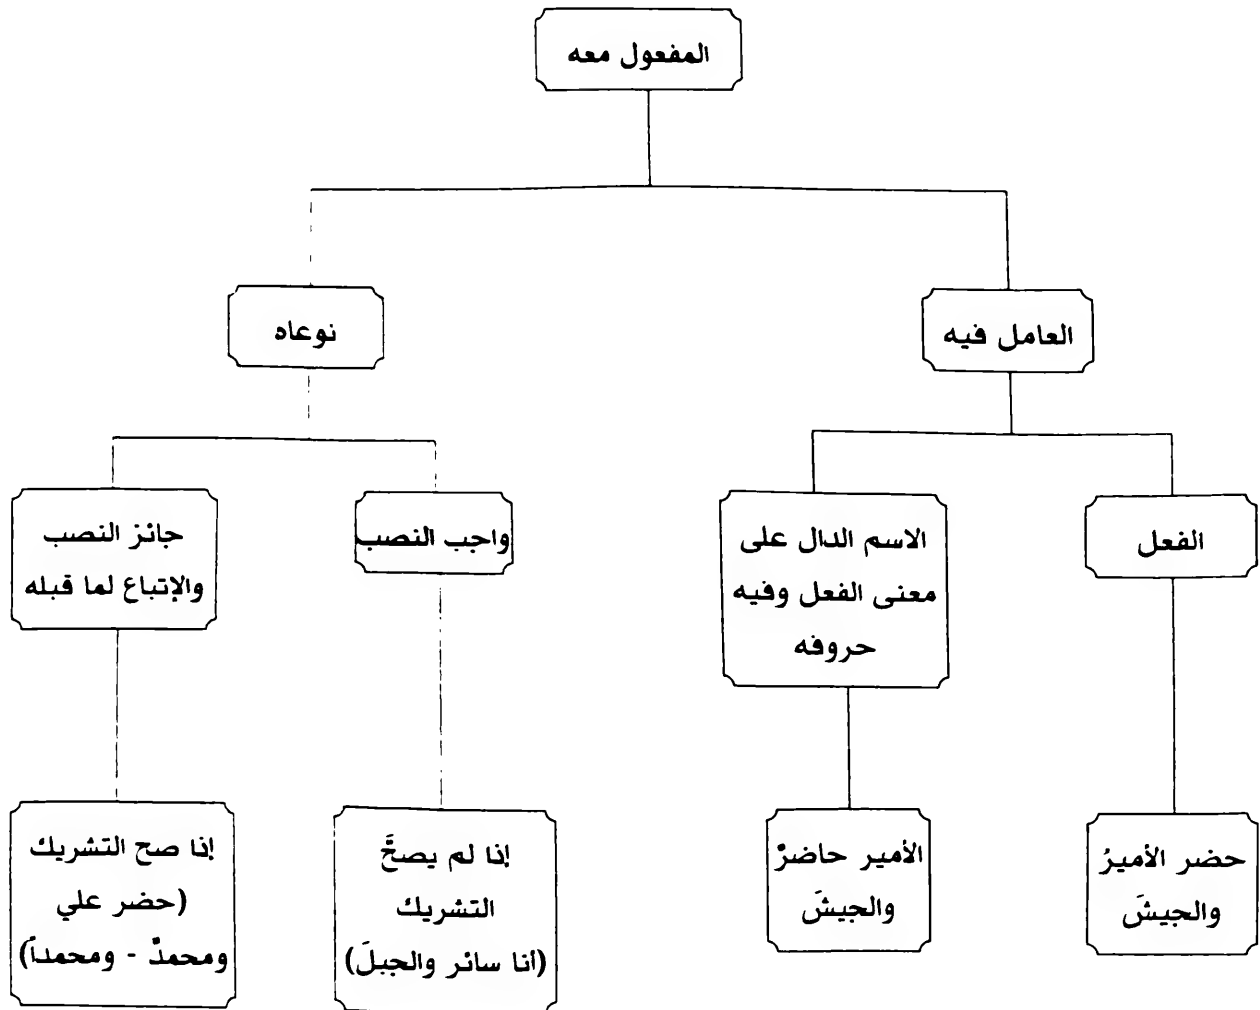 المفعول معه
العامل فيه
نوعاه
الفعل
الاسم الدال على
معنى الفعل وفيه
حروفه
واجب النصب
جائز النصب
والإتباع لما قبله
حضر الأميرُ
والجيشَ
الأمير حاضرٌ
والجيشَ
إذا لم يصحَّ
التشريك
(أنا سائر والجبلَ)
إذا صح التشريك
(حضر علي
ومحمدٌ - ومحمداً)